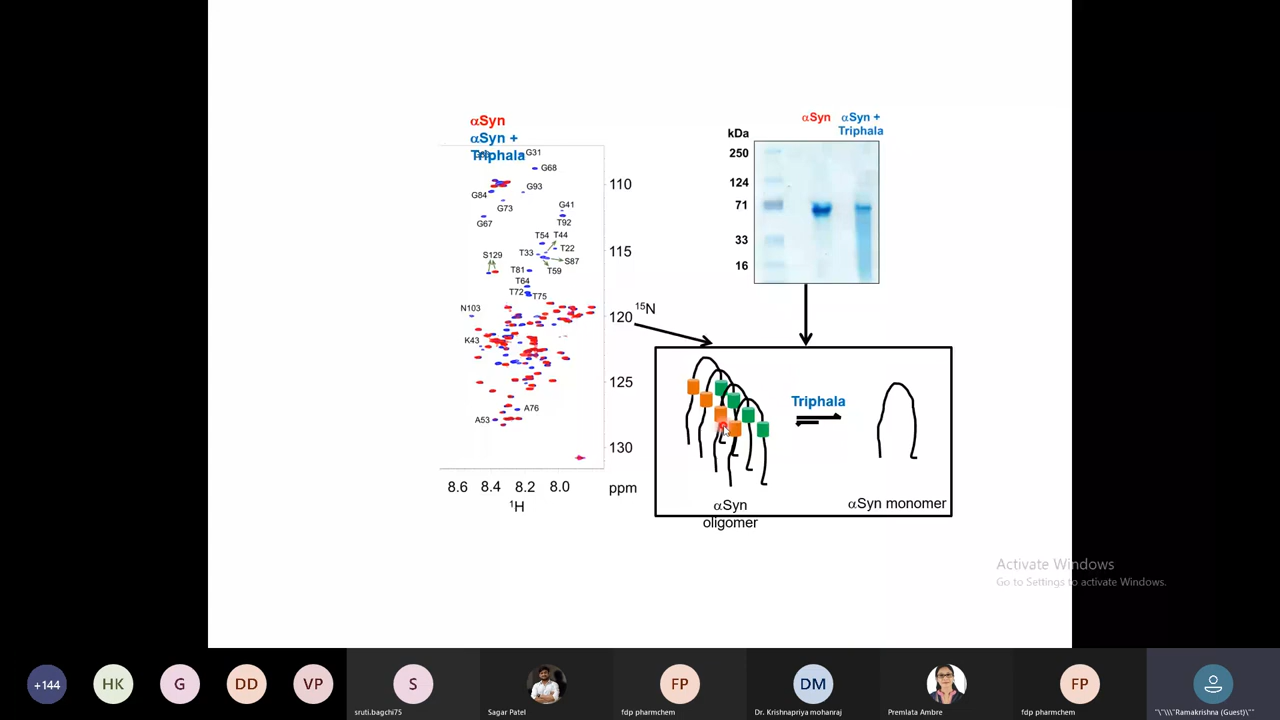 αSyn
αSyn +
Triphala
G31
G68
G93
G84
G73
G41
G67
T92
T54
T44
T33
T22
S87
S129
T59
T81
T64
T72
T75
N103
K43
A76
A53
110
115
120
125
130
¹⁵N
8.6 8.4 8.2 8.0 ppm
¹H
αSyn
αSyn +
Triphala
kDa
250
124
71
33
16
Triphala
αSyn
oligomer
αSyn monomer
Activate Windows
Go to Settings to activate Windows.
+144
HK
G
DD
VP
S
sruti.bagchi75
Sagar Patel
FP
fdp pharmchem
DM
Dr. Krishnapriya mohanraj
Premlata Ambre
FP
fdp pharmchem
"\"\\\"Ramakrishna (Guest)\""